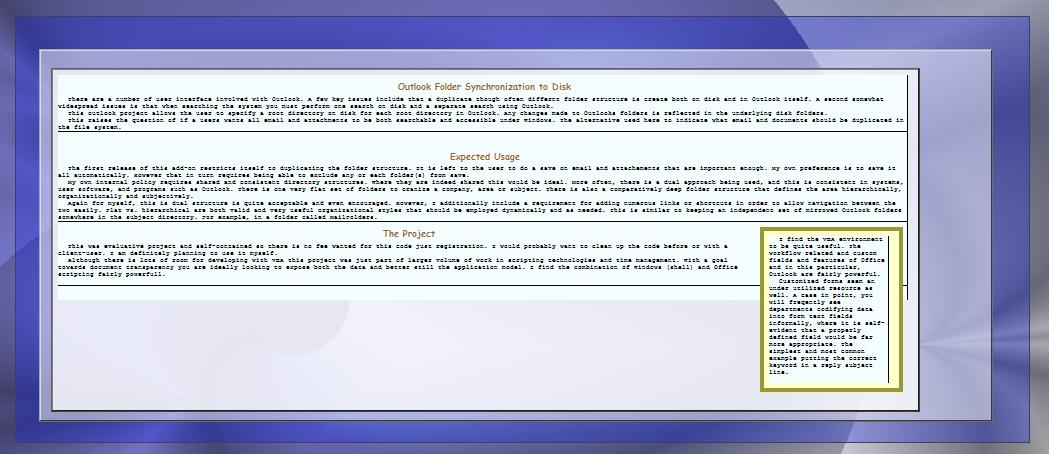 Outlook Folder Synchronization to Disk
There are a number of user interface involved with Outlook. A few key issues include that a duplicate though often differnt folder structure is create both on disk and in Outlook itself. A second somewhat
widespread issues is that when searching the system you must perform one search on disk and a separate search using Outlook.
This outlook project allows the user to specify a root directory on disk for each root directory in Outlook. Any changes made to Outlooks folders is reflected in the underlying disk folders.
This raises the question of if a users wants all email and attachments to be both searchable and accessible under windows. The alternative used here to indicate what email and documents should be duplicated in
the file system.
Expected Usage
The first release of this add-on restricts itself to duplicating the folder structure. It is left to the user to do a save on email and attachements that are important enough. My own preference is to save it
all automatically. However that in turn requires being able to exclude any or each folder(s) from save.
My own internal policy requires shared and consistent directory structures. Where they are indeed shared this would be ideal. More often, there is a dual approach being used, and this is consistent in systems,
user software, and programs such as Outlook. There is one very flat set of folders to organize a company, area or subject. There is also a comparatively deep folder structure that defines the area hierarchically,
organizationally and subjectively.
Again for myself, this is dual structure is quite acceptable and even encouraged. However, I additionally include a requirement for adding numerous links or shortcuts in order to allow navigation between the
two easily. Flat vs. hierarchical are both valid and very useful organizational styles that should be employed dynamically and as needed. This is similar to keeping an independent set of mirroved Outlook folders
somewhere in the subject directory. For example, in a folder called mailfolders.
The Project
This was evaluative project and self-contained so there is no fee wanted for this code just registration. I would probably want to clean up the code before or with a
client-user. I am definitely planning to use it myself.
Although there is lots of room for developing with VBA this project was just part of larger volume of work in scripting technologies and time management. With a goal
towards document transparency you are ideally looking to expose both the data and better still the application model. I find the combination of windows (shell) and Office
scripting fairly powerfull.
I find the VBA environment
to be quite useful. The
workflow related and custom
fields and features of Office
and in this particular,
Outlook are fairly powerful.
Customized forms seem an
under utilized resource as
well. A case in point, you
will freqently see
departments codifying data
into form text fields
informally, where it is self-
evident that a properly
defined field would be far
more appropriate. The
simplest and most common
example putting the correct
keyword in a reply subject
line.